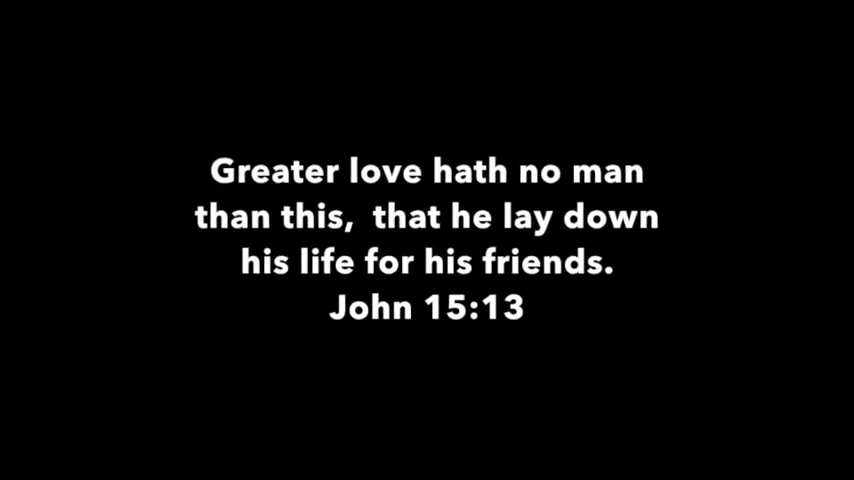 Greater love hath no man
than this,  that he lay down
his life for his friends.
John 15:13